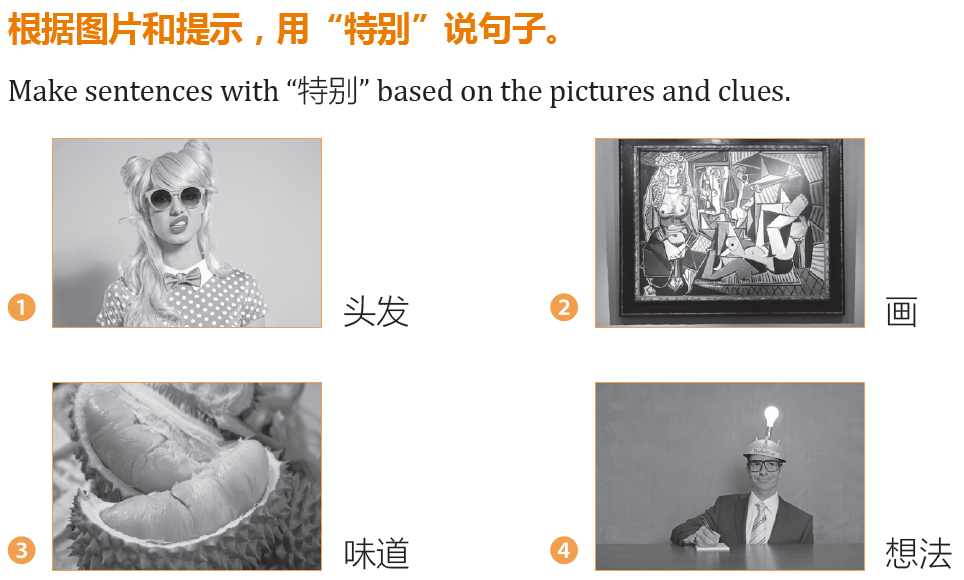 根据图片和提示，用“特别”说句子。
Make sentences with “特别” based on the pictures and clues.
1 头发
2 画
3 味道
4 想法